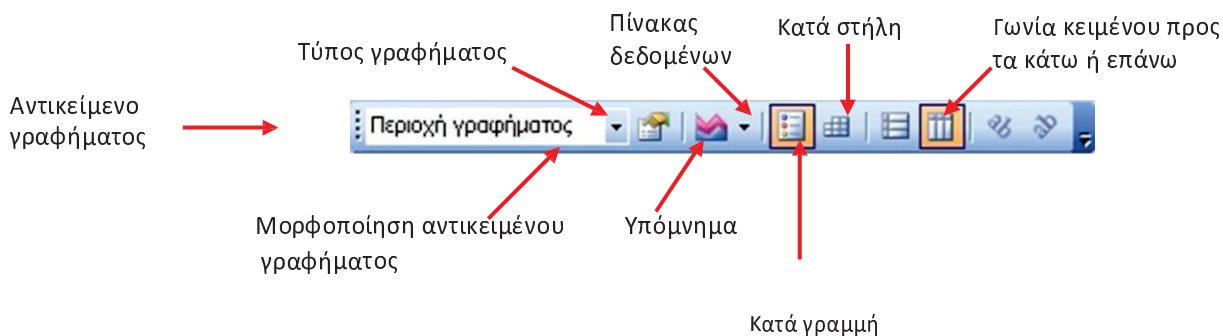 Τύπος γραφήματος
Πίνακας
δεδομένων
Κατά στήλη
Γωνία κειμένου προς
τα κάτω ή επάνω
Αντικείμενο
γραφήματος
Περιοχή γραφήματος
Μορφοποίηση αντικειμένου
γραφήματος
Υπόμνημα
Κατά γραμμή